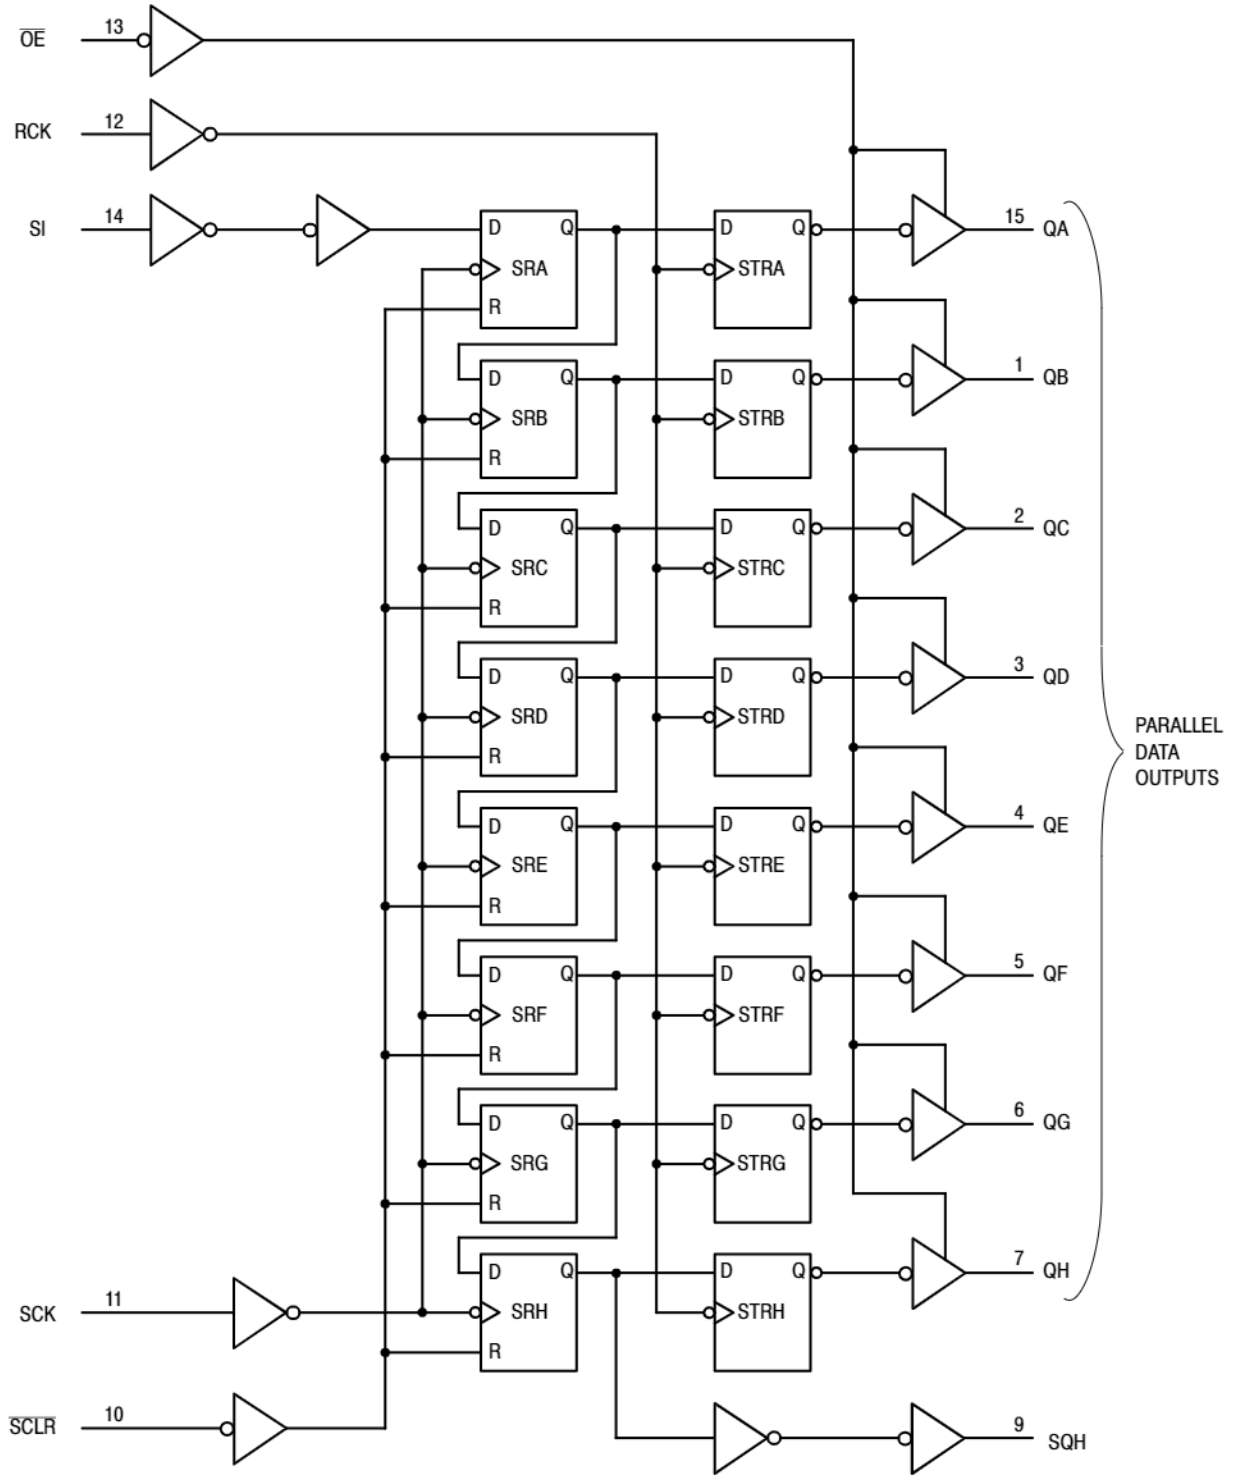 OE 13
RCK 12
SI 14
D Q D Q 15 QA
SRA STRA
R
D Q D Q 1 QB
SRB STRB
R
D Q D Q 2 QC
SRC STRC
R
D Q D Q 3 QD
SRD STRD
R
PARALLEL
DATA
OUTPUTS
D Q D Q 4 QE
SRE STRE
R
D Q D Q 5 QF
SRF STRF
R
D Q D Q 6 QG
SRG STRG
R
D Q D Q 7 QH
SCK 11 SRH STRH
R
SCLR 10
9 SQH